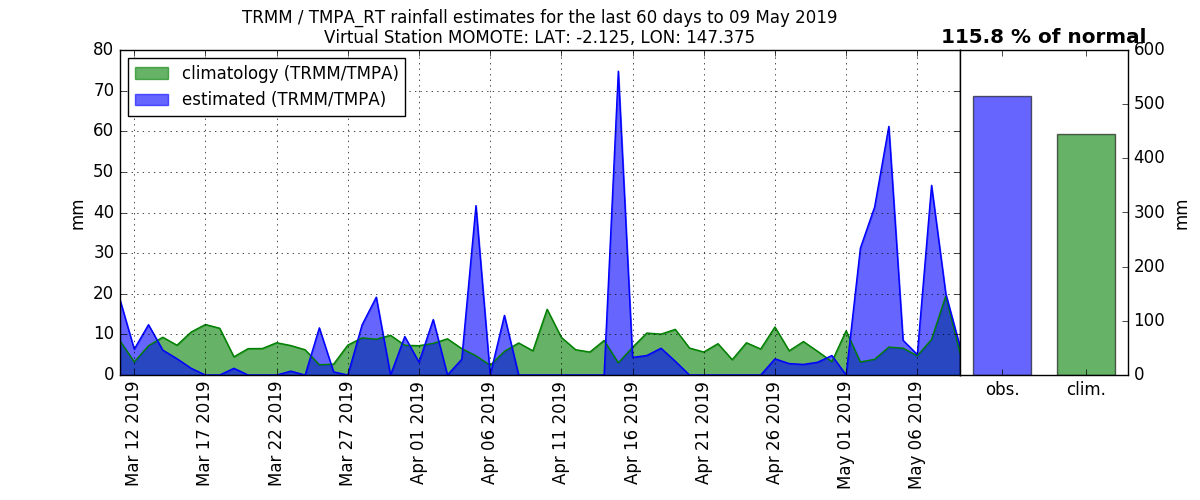 TRMM / TMPA_RT rainfall estimates for the last 60 days to 09 May 2019
Virtual Station MOMOTE: LAT: -2.125, LON: 147.375
115.8 % of normal
climatology (TRMM/TMPA)
estimated (TRMM/TMPA)
80
70
60
50
40
30
20
10
0
mm
600
500
400
300
200
100
0
mm
Mar 12 2019
Mar 17 2019
Mar 22 2019
Mar 27 2019
Apr 01 2019
Apr 06 2019
Apr 11 2019
Apr 16 2019
Apr 21 2019
Apr 26 2019
May 01 2019
May 06 2019
obs.
clim.